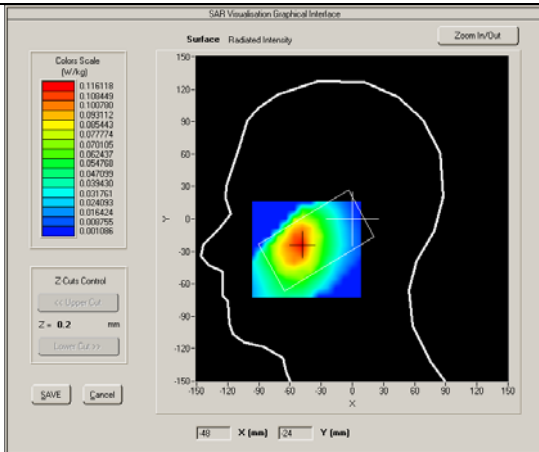 SAR Visualisation Graphical Interface
Surface Radiated Intensity
Zoom In/Out
Colors Scale
(W/kg)
0.116118
0.108449
0.100780
0.093112
0.085443
0.077774
0.070105
0.062437
0.054768
0.047099
0.039430
0.031761
0.024093
0.016424
0.008755
0.001086
Z Cuts Control
<< Upper Cut
Z = 0.2 mm
Lower Cut >>
SAVE Cancel
150
120
90
60
30
0
-30
-60
-90
-120
-150
Y
-150 -120 -90 -60 -30 0 30 60 90 120 150
X
-48 X (mm) -24 Y (mm)